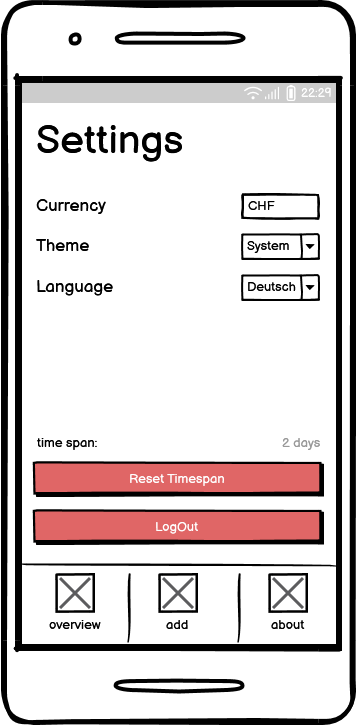 22:29
Settings
Currency CHF
Theme System
Language Deutsch
time span: 2 days
Reset Timespan
LogOut
overview add about